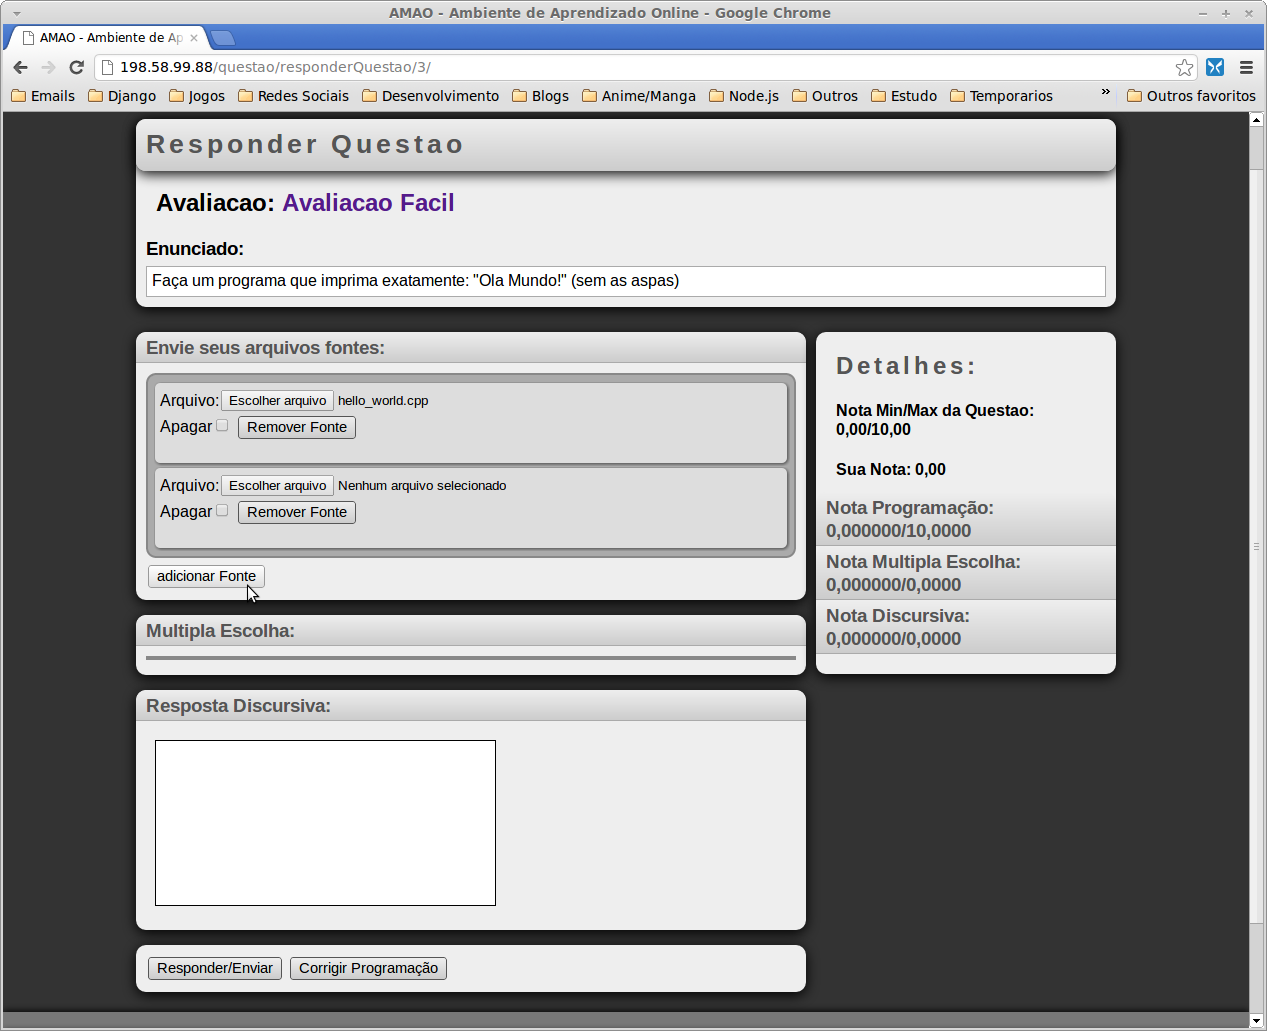 AMAO - Ambiente de Aprendizado Online - Google Chrome
AMAO - Ambiente de Ap
198.58.99.88/questao/responderQuestao/3/
Emails Django Jogos Redes Sociais Desenvolvimento Blogs Anime/Manga Node.js Outros Estudo Temporarios » Outros favoritos
Responder Questao
Avaliacao: Avaliacao Facil
Enunciado:
Faça um programa que imprima exatamente: "Ola Mundo!" (sem as aspas)
Envie seus arquivos fontes:
Arquivo: Escolher arquivo hello_world.cpp
Apagar Remover Fonte
Arquivo: Escolher arquivo Nenhum arquivo selecionado
Apagar Remover Fonte
adicionar Fonte
Multipla Escolha:
Resposta Discursiva:
Responder/Enviar Corrigir Programação
Detalhes:
Nota Min/Max da Questao:
0,00/10,00
Sua Nota: 0,00
Nota Programação:
0,000000/10,0000
Nota Multipla Escolha:
0,000000/0,0000
Nota Discursiva:
0,000000/0,0000